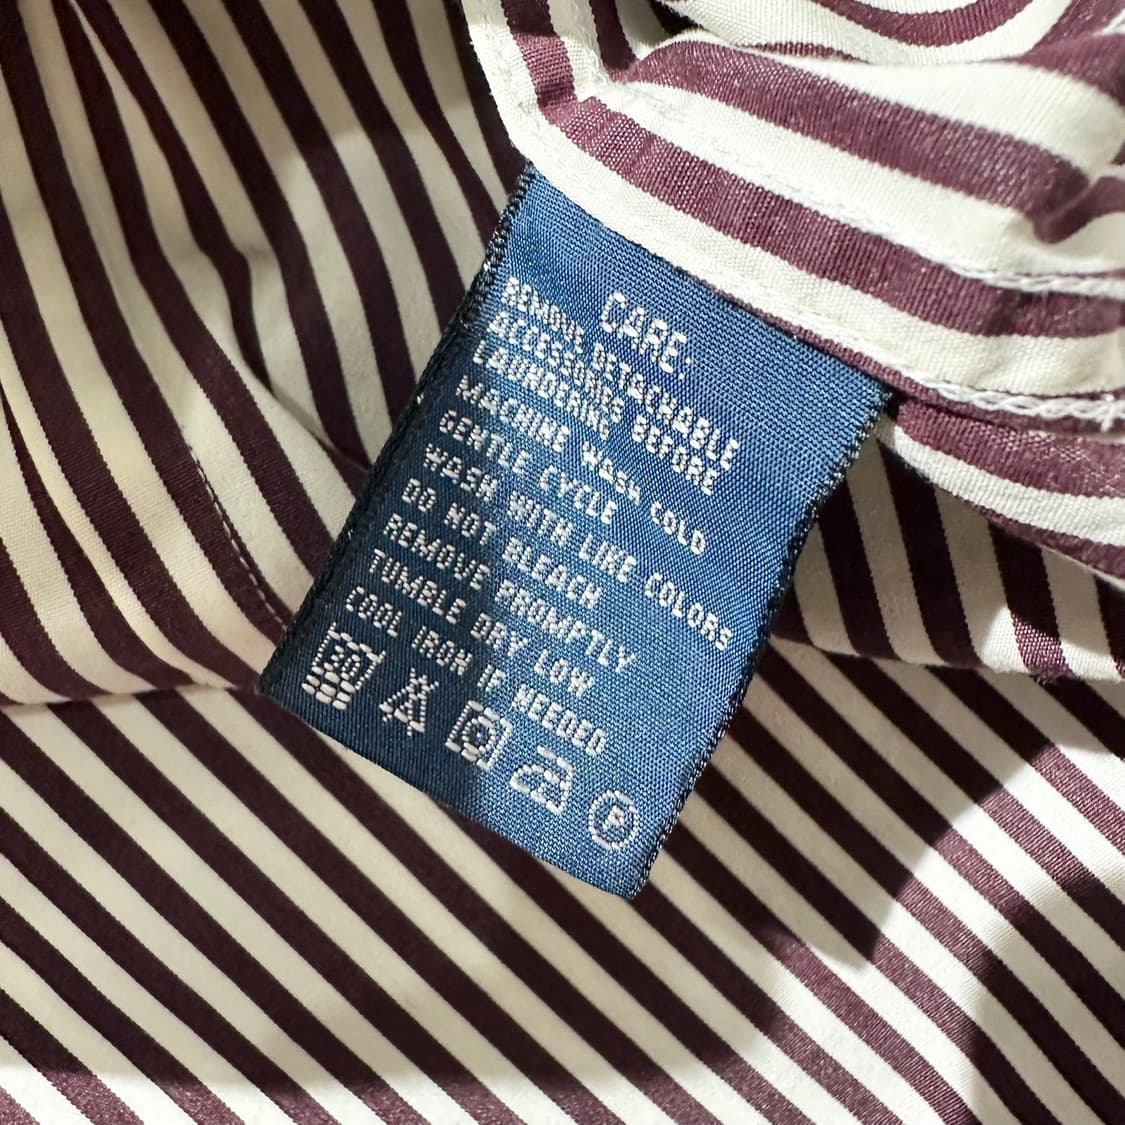 CARE:
REMOVE DETACHABLE
ACCESSORIES BEFORE
LAUNDERING
MACHINE WASH COLD
GENTLE CYCLE
WASH WITH LIKE COLORS
DO NOT BLEACH
REMOVE PROMPTLY
TUMBLE DRY LOW
COOL IRON IF NEEDED
30
P